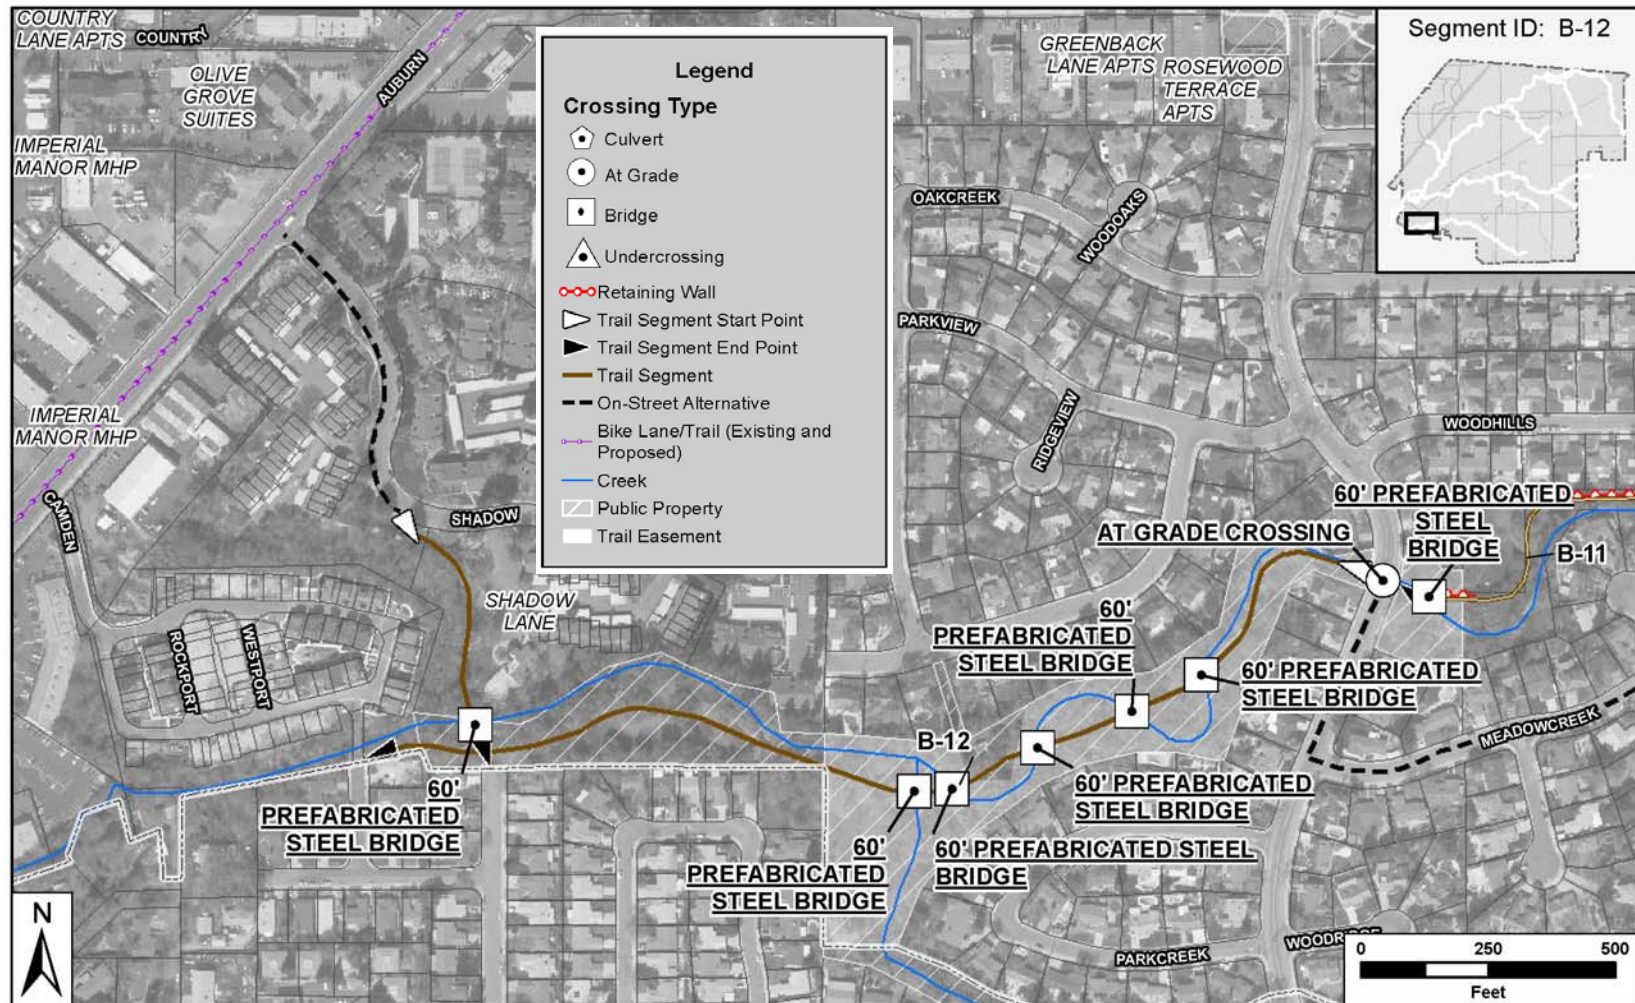 COUNTRY
LANE APTS
COUNTRY
OLIVE
GROVE
SUITES
AUBURN
IMPERIAL
MANOR MHP
IMPERIAL
MANOR MHP
CAMDEN
SHADOW
SHADOW
LANE
ROCKPORT
WESTPORT
Legend
Crossing Type
Culvert
At Grade
Bridge
Undercrossing
Retaining Wall
Trail Segment Start Point
Trail Segment End Point
Trail Segment
On-Street Alternative
Bike Lane/Trail (Existing and
Proposed)
Creek
Public Property
Trail Easement
GREENBACK
LANE APTS
ROSEWOOD
TERRACE
APTS
Segment ID: B-12
OAKCREEK
WOODOAKS
PARKVIEW
RIDGEVIEW
WOODHILLS
60' PREFABRICATED
STEEL
BRIDGE
AT GRADE CROSSING
B-11
60'
PREFABRICATED
STEEL BRIDGE
60' PREFABRICATED
STEEL BRIDGE
MEADOWCREEK
B-12
60' PREFABRICATED
STEEL BRIDGE
60'
PREFABRICATED
STEEL BRIDGE
60'
PREFABRICATED
STEEL BRIDGE
60' PREFABRICATED STEEL
BRIDGE
PARKCREEK
WOODRIDGE
N
0 250 500
Feet